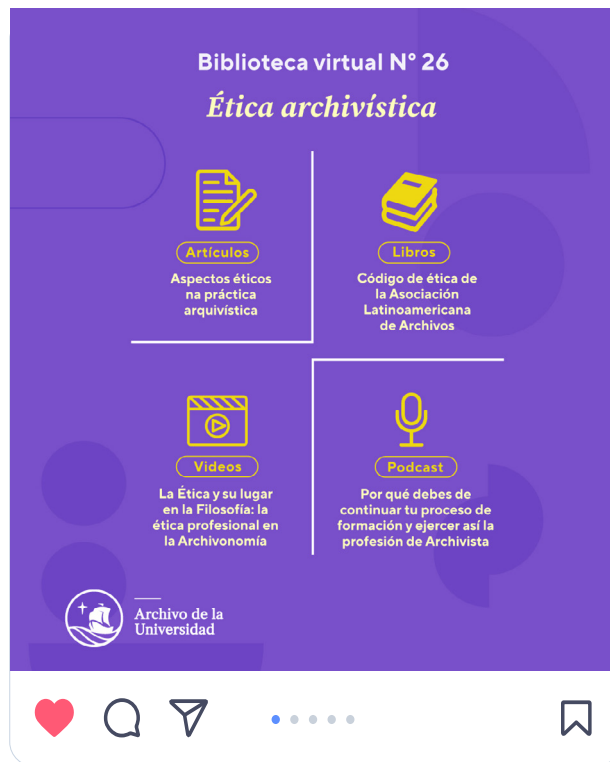 Biblioteca virtual N° 26
Ética archivística
Artículos
Aspectos éticos
na práctica
arquivística
Libros
Código de ética de
la Asociación
Latinoamericana
de Archivos
Videos
La Ética y su lugar
en la Filosofía: la
ética profesional en
la Archivonomía
Podcast
Por qué debes de
continuar tu proceso de
formación y ejercer así la
profesión de Archivista
Archivo de la
Universidad